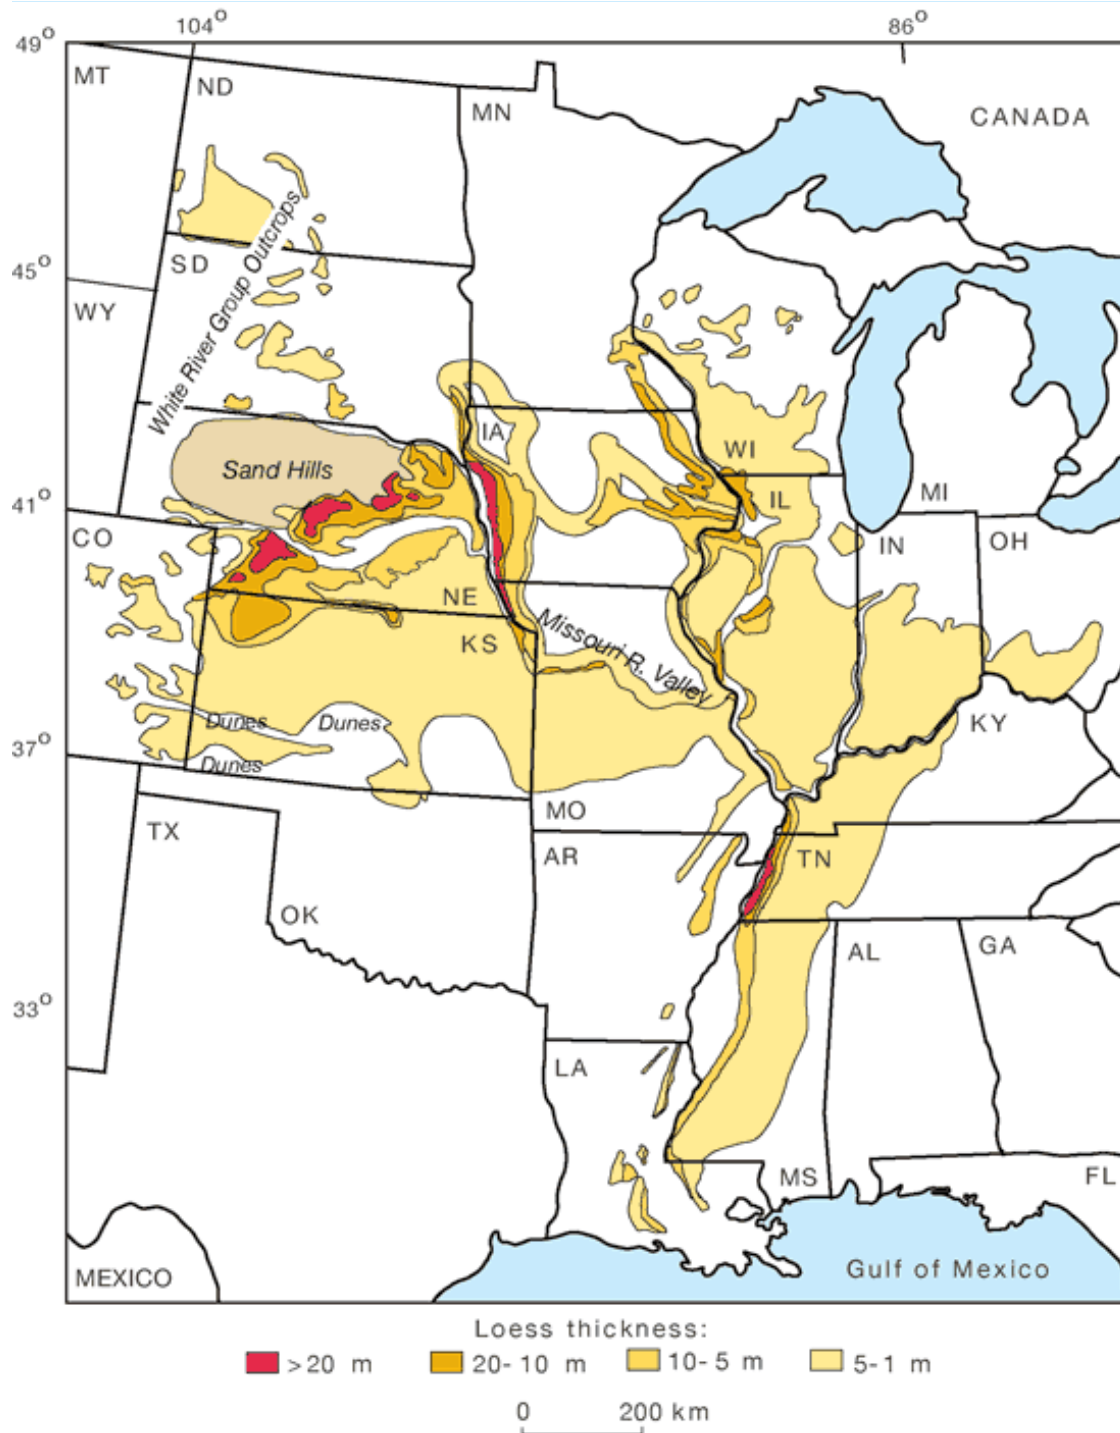 104° 86°
49°
MT
ND
MN
CANADA
45°
SD
White River Group Outcrops
WY
Sand Hills
IA
WI
41°
IL
MI
CO
IN
OH
NE
KS
Missouri R. Valley
Dunes Dunes
KY
37°
Dunes
MO
TX
AR
TN
OK
AL
GA
33°
LA
MS
FL
MEXICO
Gulf of Mexico
Loess thickness:
>20 m 20-10 m 10-5 m 5-1 m
0 200 km